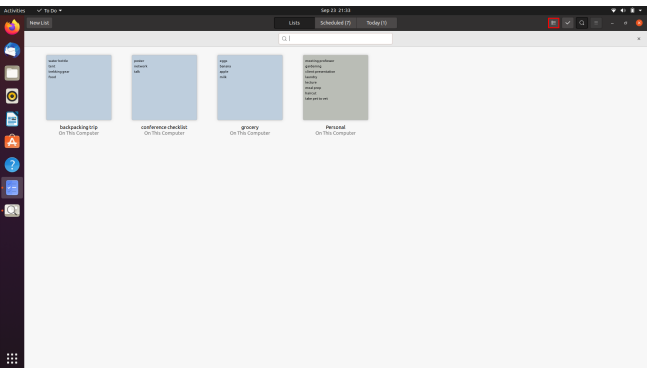 Activities
To Do
Sep 23 21:33
New List
Lists
Scheduled (7)
Today (1)
water bottle
tent
trekking gear
food
backpacking trip
On This Computer
poster
network
talk
conference checklist
On This Computer
eggs
banana
apple
milk
grocery
On This Computer
meeting professor
gardening
client presentation
laundry
lecture
meal prep
haircut
take pet to vet
Personal
On This Computer